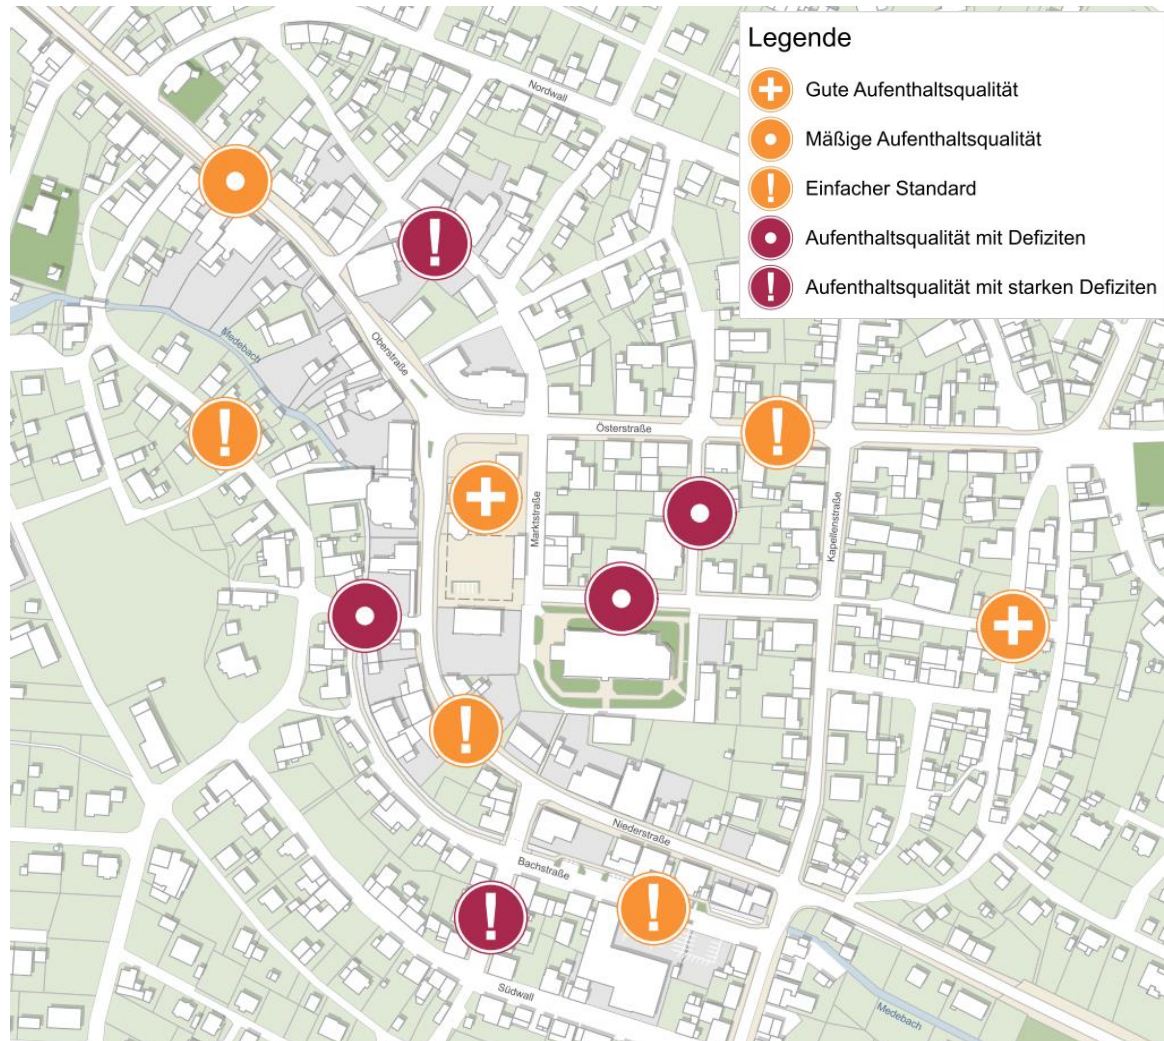 Legende
Gute Aufenthaltsqualität
Mäßige Aufenthaltsqualität
Einfacher Standard
Aufenthaltsqualität mit Defiziten
Aufenthaltsqualität mit starken Defiziten
Nordwall
Medebach
Oberstraße
Österstraße
Marktstraße
Kapellenstraße
Niederstraße
Bachstraße
Südwall
Medebach